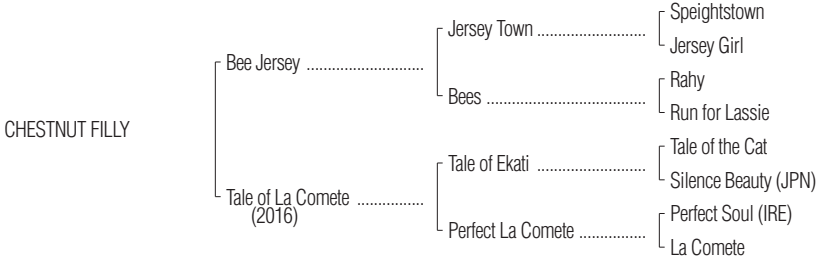 Speightstown
Jersey Town ..........................
Jersey Girl
Bee Jersey ............................
Rahy
Bees ......................................
Run for Lassie
CHESTNUT FILLY
Tale of the Cat
Tale of Ekati ..........................
Silence Beauty (JPN)
Tale of La Comete ................
(2016)
Perfect Soul (IRE)
Perfect La Comete ................
La Comete